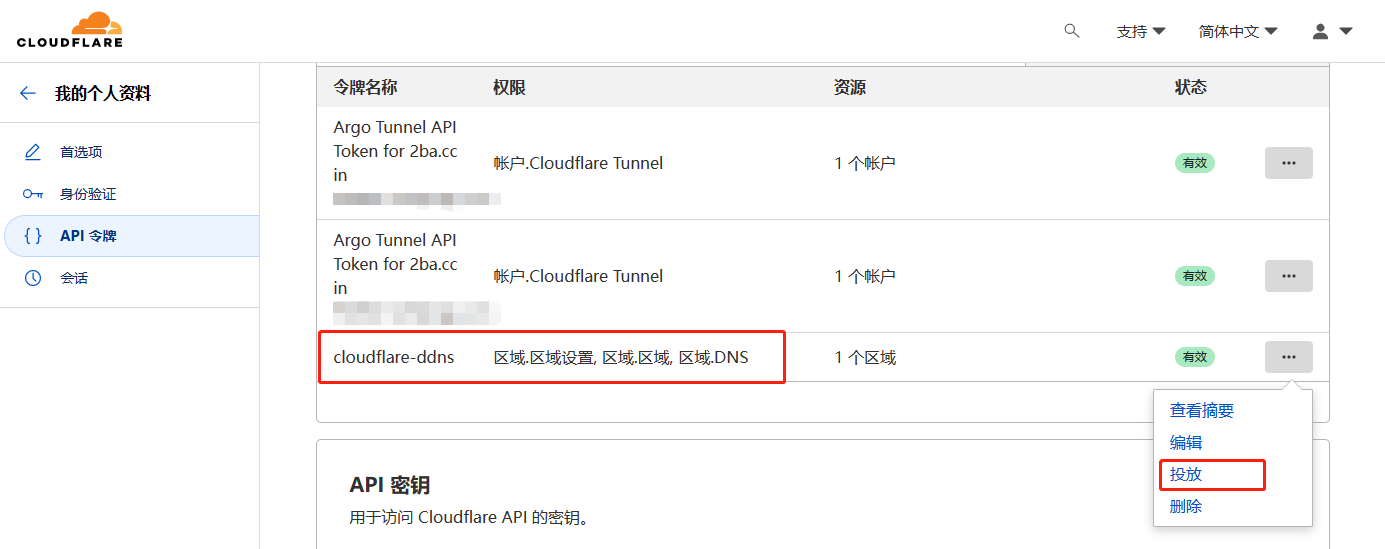 CLOUDFLARE
支持
简体中文
我的个人资料
首选项
身份验证
API 令牌
会话
令牌名称 权限 资源 状态
Argo Tunnel API
Token for 2ba.cc
in
帐户.Cloudflare Tunnel 1 个帐户 有效
Argo Tunnel API
Token for 2ba.cc
in
帐户.Cloudflare Tunnel 1 个帐户 有效
cloudflare-ddns 区域.区域设置, 区域.区域, 区域.DNS 1 个区域 有效
查看摘要
编辑
投放
删除
API 密钥
用于访问 Cloudflare API 的密钥。